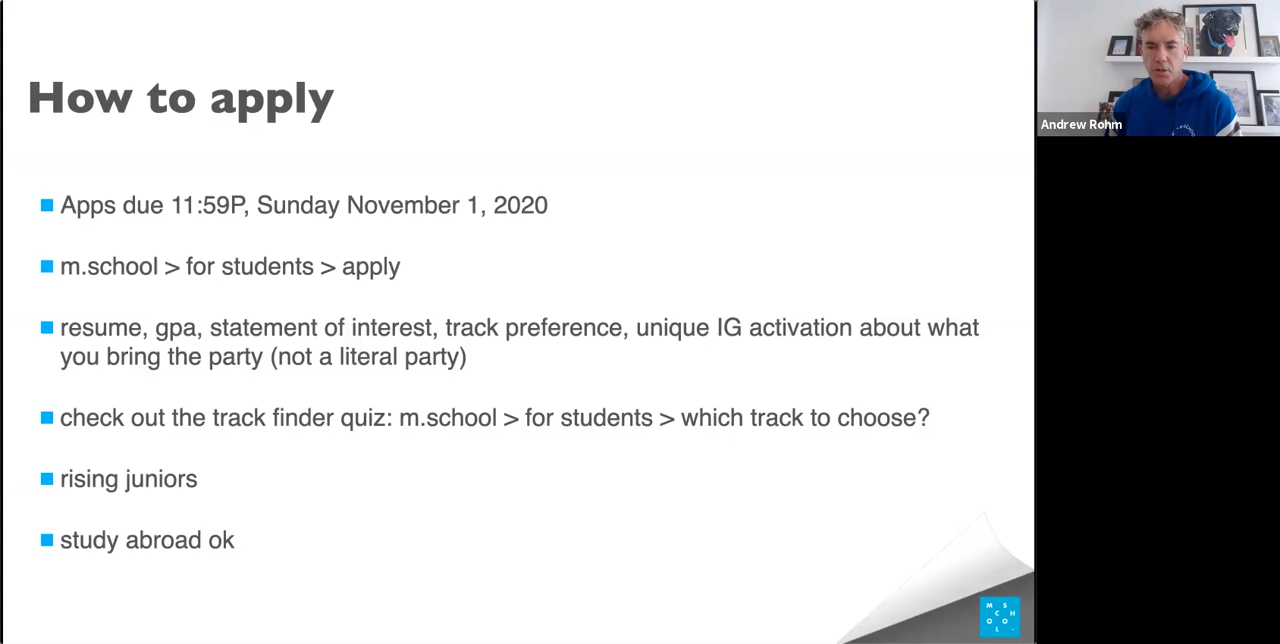 How to apply
Apps due 11:59P, Sunday November 1, 2020
m.school > for students > apply
resume, gpa, statement of interest, track preference, unique IG activation about what
you bring the party (not a literal party)
check out the track finder quiz: m.school > for students > which track to choose?
rising juniors
study abroad ok
Andrew Rohm
M S
C H
O O
L .